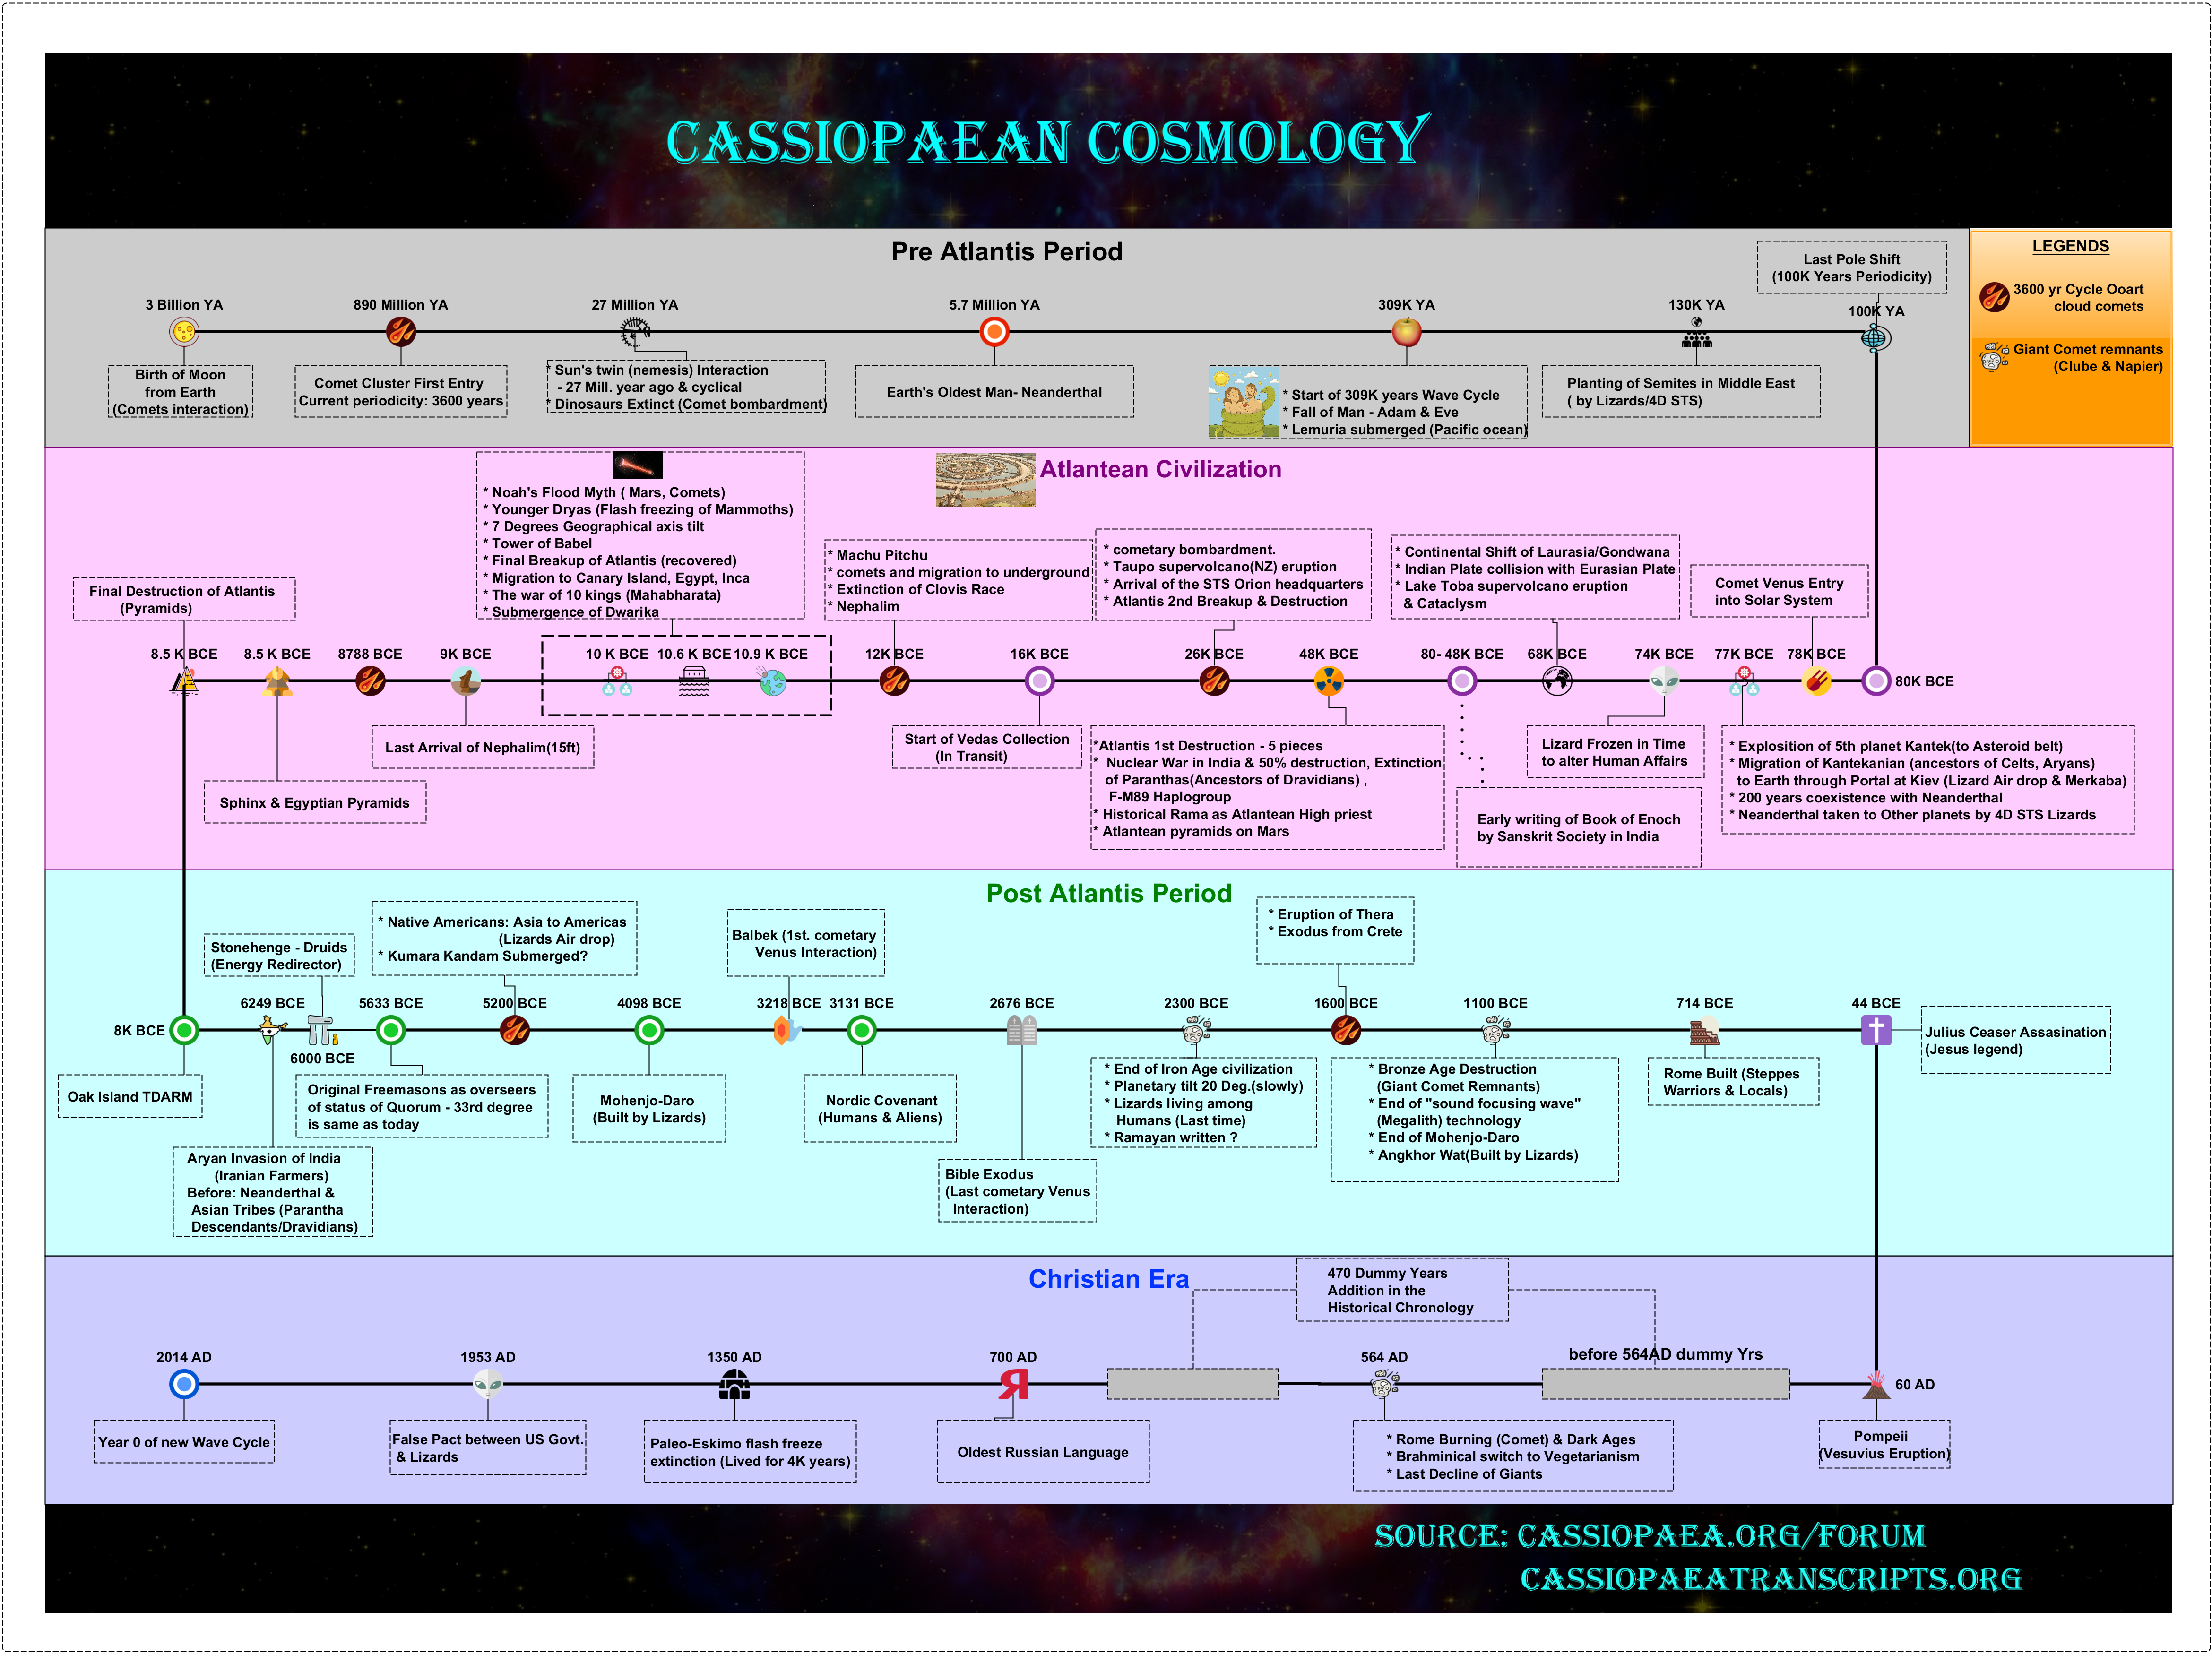 CASSIOPAEAN COSMOLOGY
Pre Atlantis Period
LEGENDS
3600 yr Cycle Ooart
cloud comets
Giant Comet remnants
(Clube & Napier)
3 Billion YA
Birth of Moon
from Earth
(Comets interaction)
890 Million YA
Comet Cluster First Entry
Current periodicity: 3600 years
27 Million YA
* Sun's twin (nemesis) Interaction
- 27 Mill. year ago & cyclical
* Dinosaurs Extinct (Comet bombardment)
5.7 Million YA
Earth's Oldest Man- Neanderthal
309K YA
* Start of 309K years Wave Cycle
* Fall of Man - Adam & Eve
* Lemuria submerged (Pacific ocean)
130K YA
Planting of Semites in Middle East
( by Lizards/4D STS)
Last Pole Shift
(100K Years Periodicity)
100K YA
Atlantean Civilization
Final Destruction of Atlantis
(Pyramids)
8.5 K BCE
8.5 K BCE
Sphinx & Egyptian Pyramids
8788 BCE
9K BCE
Last Arrival of Nephalim(15ft)
* Noah's Flood Myth ( Mars, Comets)
* Younger Dryas (Flash freezing of Mammoths)
* 7 Degrees Geographical axis tilt
* Tower of Babel
* Final Breakup of Atlantis (recovered)
* Migration to Canary Island, Egypt, Inca
* The war of 10 kings (Mahabharata)
* Submergence of Dwarika
10 K BCE
10.6 K BCE
10.9 K BCE
* Machu Pitchu
* comets and migration to underground
* Extinction of Clovis Race
* Nephalim
12K BCE
16K BCE
Start of Vedas Collection
(In Transit)
* cometary bombardment.
* Taupo supervolcano(NZ) eruption
* Arrival of the STS Orion headquarters
* Atlantis 2nd Breakup & Destruction
26K BCE
48K BCE
*Atlantis 1st Destruction - 5 pieces
* Nuclear War in India & 50% destruction, Extinction
of Paranthas(Ancestors of Dravidians) ,
F-M89 Haplogroup
* Historical Rama as Atlantean High priest
* Atlantean pyramids on Mars
80- 48K BCE
Early writing of Book of Enoch
by Sanskrit Society in India
* Continental Shift of Laurasia/Gondwana
* Indian Plate collision with Eurasian Plate
* Lake Toba supervolcano eruption
& Cataclysm
68K BCE
74K BCE
Lizard Frozen in Time
to alter Human Affairs
77K BCE
* Explosition of 5th planet Kantek(to Asteroid belt)
* Migration of Kantekanian (ancestors of Celts, Aryans)
to Earth through Portal at Kiev (Lizard Air drop & Merkaba)
* 200 years coexistence with Neanderthal
* Neanderthal taken to Other planets by 4D STS Lizards
Comet Venus Entry
into Solar System
78K BCE
80K BCE
Post Atlantis Period
8K BCE
Oak Island TDARM
6249 BCE
Aryan Invasion of India
(Iranian Farmers)
Before: Neanderthal &
Asian Tribes (Parantha
Descendants/Dravidians)
Stonehenge - Druids
(Energy Redirector)
6000 BCE
5633 BCE
Original Freemasons as overseers
of status of Quorum - 33rd degree
is same as today
* Native Americans: Asia to Americas
(Lizards Air drop)
* Kumara Kandam Submerged?
5200 BCE
4098 BCE
Mohenjo-Daro
(Built by Lizards)
Balbek (1st. cometary
Venus Interaction)
3218 BCE
3131 BCE
Nordic Covenant
(Humans & Aliens)
2676 BCE
Bible Exodus
(Last cometary Venus
Interaction)
2300 BCE
* End of Iron Age civilization
* Planetary tilt 20 Deg.(slowly)
* Lizards living among
Humans (Last time)
* Ramayan written ?
* Eruption of Thera
* Exodus from Crete
1600 BCE
1100 BCE
* Bronze Age Destruction
(Giant Comet Remnants)
* End of "sound focusing wave"
(Megalith) technology
* End of Mohenjo-Daro
* Angkhor Wat(Built by Lizards)
714 BCE
Rome Built (Steppes
Warriors & Locals)
44 BCE
Julius Ceaser Assasination
(Jesus legend)
Christian Era
470 Dummy Years
Addition in the
Historical Chronology
2014 AD
Year 0 of new Wave Cycle
1953 AD
False Pact between US Govt.
& Lizards
1350 AD
Paleo-Eskimo flash freeze
extinction (Lived for 4K years)
700 AD
Я
Oldest Russian Language
564 AD
* Rome Burning (Comet) & Dark Ages
* Brahminical switch to Vegetarianism
* Last Decline of Giants
before 564AD dummy Yrs
60 AD
Pompeii
(Vesuvius Eruption)
SOURCE: CASSIOPAEA.ORG/FORUM
CASSIOPAEATRANSCRIPTS.ORG